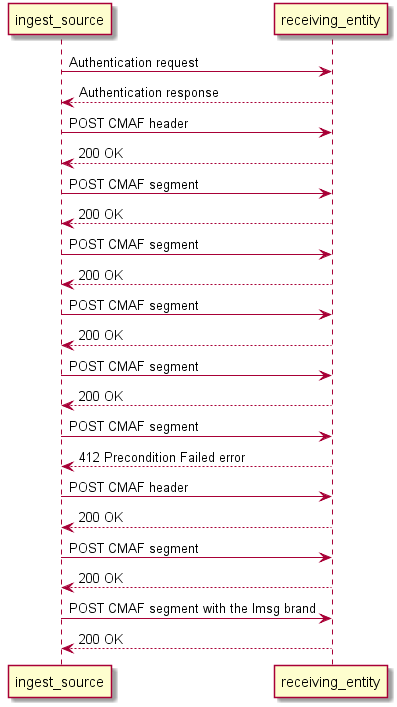 ingest_source receiving_entity
Authentication request
Authentication response
POST CMAF header
200 OK
POST CMAF segment
200 OK
POST CMAF segment
200 OK
POST CMAF segment
200 OK
POST CMAF segment
200 OK
POST CMAF segment
412 Precondition Failed error
POST CMAF header
200 OK
POST CMAF segment
200 OK
POST CMAF segment with the lmsg brand
200 OK
ingest_source receiving_entity